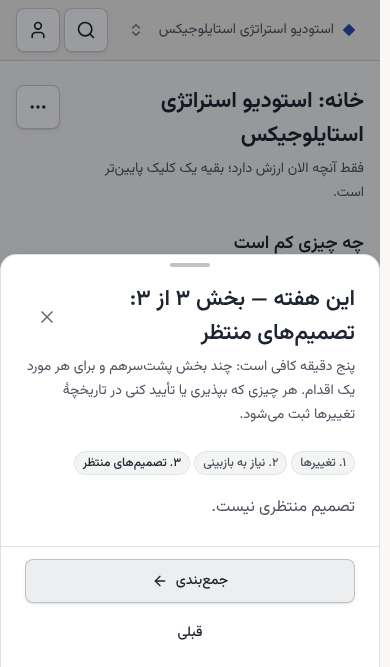 استودیو استراتژی استایلوجیکس
خانه: استودیو استراتژی
استایلوجیکس
فقط آنچه الان ارزش دارد؛ بقیه یک کلیک پایین‌تر
است.
چه چیزی کم است
این هفته — بخش ۳ از ۳:
تصمیم‌های منتظر
پنج دقیقه کافی است: چند بخش پشت‌سرهم و برای هر مورد
یک اقدام. هر چیزی که بپذیری یا تأیید کنی در تاریخچهٔ
تغییرها ثبت می‌شود.
۱. تغییرها ۲. نیاز به بازبینی ۳. تصمیم‌های منتظر
تصمیم منتظری نیست.
جمع‌بندی
قبلی